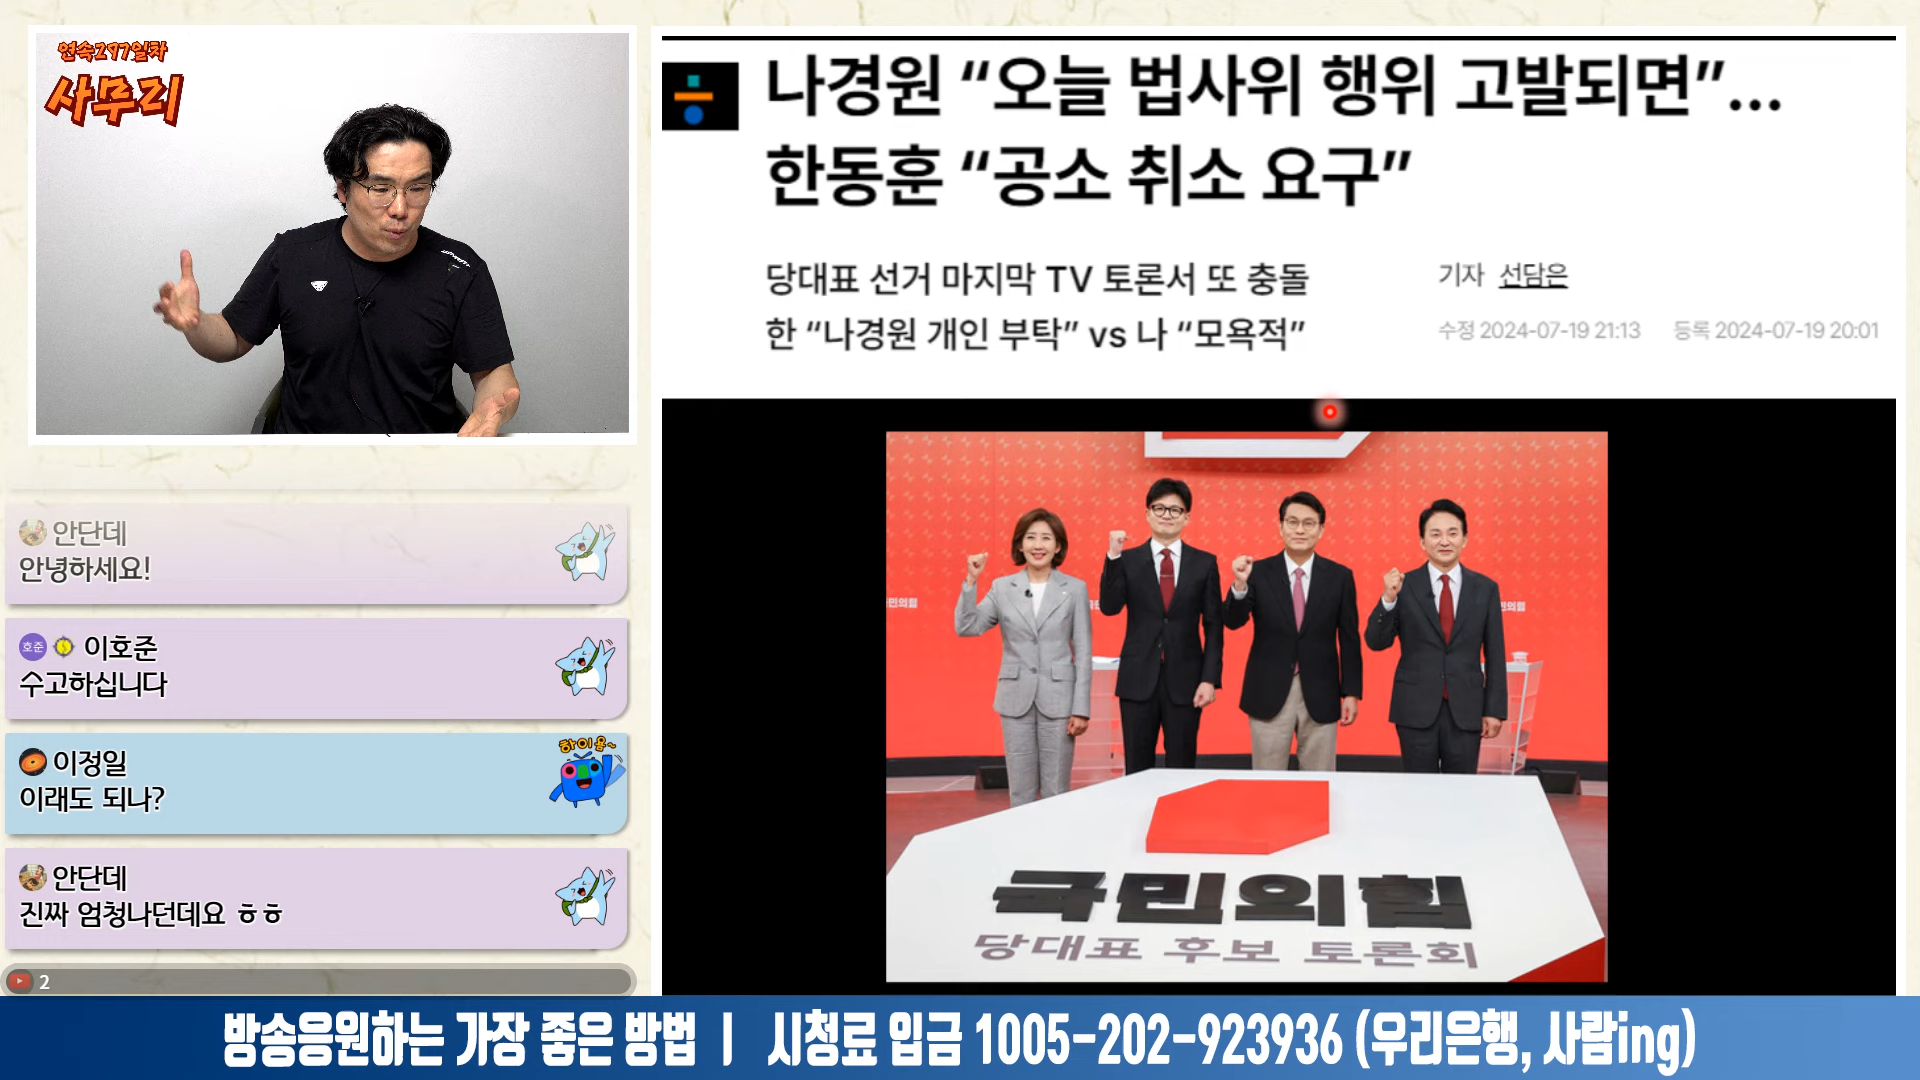 연속297일차
사무리
나경원 “오늘 법사위 행위 고발되면”…
한동훈 “공소 취소 요구”
당대표 선거 마지막 TV 토론서 또 충돌
한 “나경원 개인 부탁” vs 나 “모욕적”
기자 선담은
수정 2024-07-19 21:13 등록 2024-07-19 20:01
국민의힘
당대표 후보 토론회
안단데
안녕하세요!
호준 이호준
수고하십니다
이정일
이래도 되나?
하이욤~
안단데
진짜 엄청나던데요 ㅎㅎ
2
방송응원하는 가장 좋은 방법 ㅣ 시청료 입금 1005-202-923936 (우리은행, 사람ing)